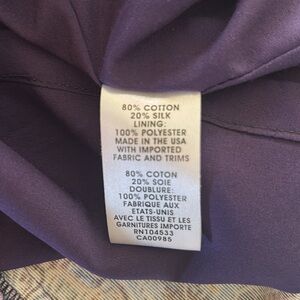 80% COTTON
20% SILK
LINING:
100% POLYESTER
MADE IN THE USA
WITH IMPORTED
FABRIC AND TRIMS
80% COTON
20% SOIE
DOUBLURE:
100% POLYESTER
FABRIQUE AUX
ETATS-UNIS
AVEC LE TISSU ET LES
GARNITURES IMPORTE
RN104533
CA00985